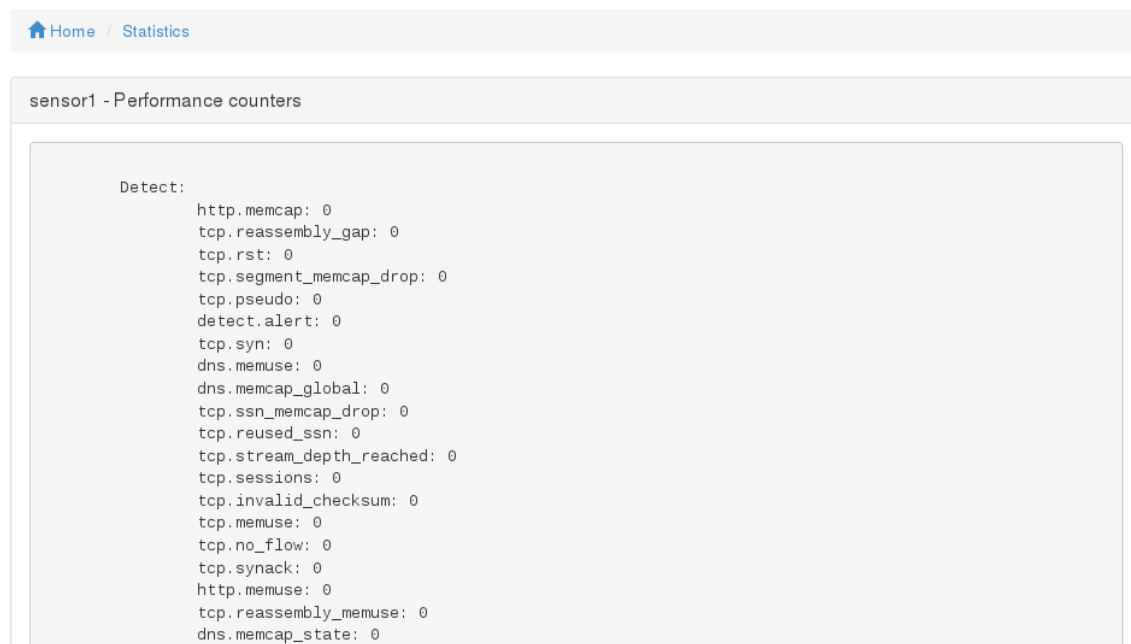 Home / Statistics
sensor1 - Performance counters
Detect:
http.memcap: 0
tcp.reassembly_gap: 0
tcp.rst: 0
tcp.segment_memcap_drop: 0
tcp.pseudo: 0
detect.alert: 0
tcp.syn: 0
dns.memuse: 0
dns.memcap_global: 0
tcp.ssn_memcap_drop: 0
tcp.reused_ssn: 0
tcp.stream_depth_reached: 0
tcp.sessions: 0
tcp.invalid_checksum: 0
tcp.memuse: 0
tcp.no_flow: 0
tcp.synack: 0
http.memuse: 0
tcp.reassembly_memuse: 0
dns.memcap_state: 0